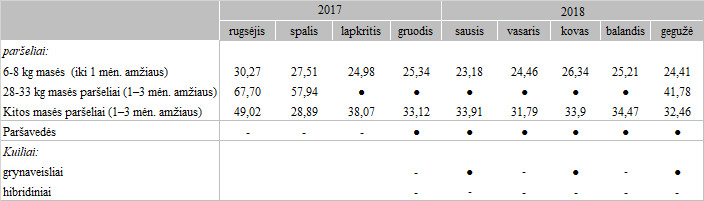 2017 2018
rugsėjis spalis lapkritis gruodis sausis vasaris kovas balandis gegužė
paršeliai:
6-8 kg masės (iki 1 mėn. amžiaus) 30,27 27,51 24,98 25,34 23,18 24,46 26,34 25,21 24,41
28-33 kg masės paršeliai (1–3 mėn. amžiaus) 67,70 57,94 ● ● ● ● ● ● 41,78
Kitos masės paršeliai (1–3 mėn. amžiaus) 49,02 28,89 38,07 33,12 33,91 31,79 33,9 34,47 32,46
Paršavedės - - - ● ● ● ● ● ●
Kuiliai:
grynaveisliai - ● - ● - ●
hibridiniai - - - - - -